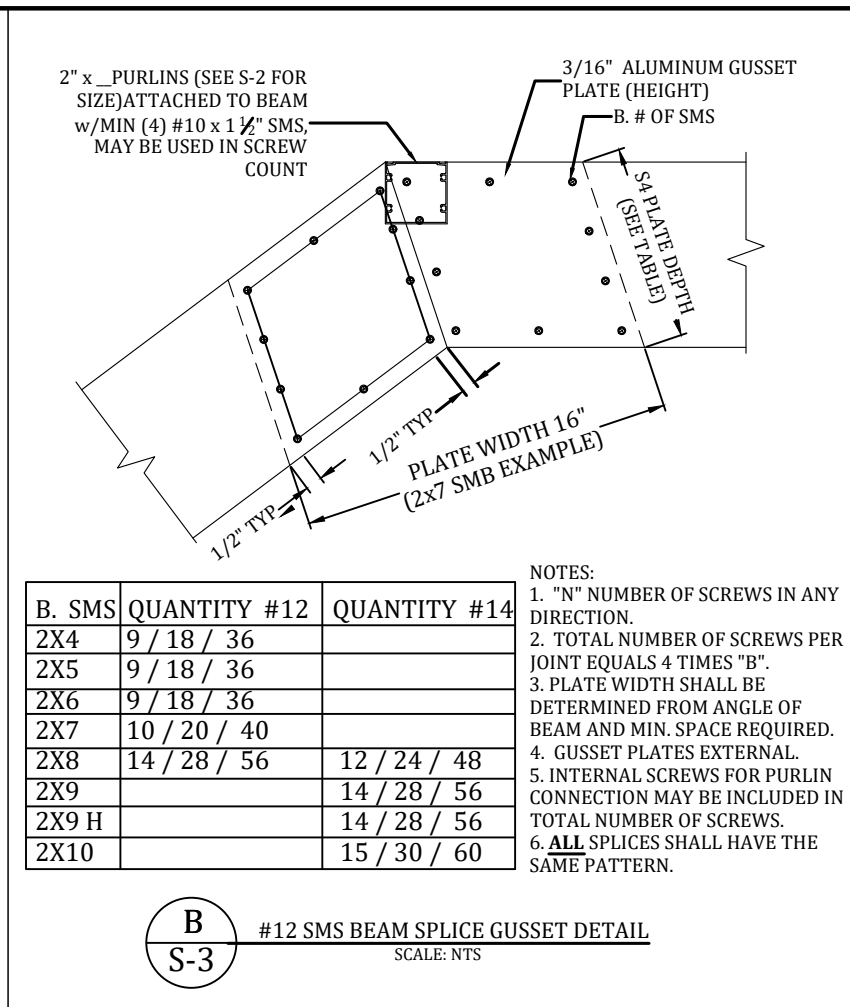 2" x __PURLINS (SEE S-2 FOR
SIZE)ATTACHED TO BEAM
w/MIN (4) #10 x 1 1/2" SMS,
MAY BE USED IN SCREW
COUNT
3/16" ALUMINUM GUSSET
PLATE (HEIGHT)
B. # OF SMS
S4 PLATE DEPTH
(SEE TABLE)
1/2" TYP
PLATE WIDTH 16"
(2x7 SMB EXAMPLE)
1/2" TYP
B. SMS QUANTITY #12 QUANTITY #14
2X4 9 / 18 / 36
2X5 9 / 18 / 36
2X6 9 / 18 / 36
2X7 10 / 20 / 40
2X8 14 / 28 / 56 12 / 24 / 48
2X9 14 / 28 / 56
2X9 H 14 / 28 / 56
2X10 15 / 30 / 60
NOTES:
1. "N" NUMBER OF SCREWS IN ANY
DIRECTION.
2. TOTAL NUMBER OF SCREWS PER
JOINT EQUALS 4 TIMES "B".
3. PLATE WIDTH SHALL BE
DETERMINED FROM ANGLE OF
BEAM AND MIN. SPACE REQUIRED.
4. GUSSET PLATES EXTERNAL.
5. INTERNAL SCREWS FOR PURLIN
CONNECTION MAY BE INCLUDED IN
TOTAL NUMBER OF SCREWS.
6. ALL SPLICES SHALL HAVE THE
SAME PATTERN.
B
S-3
#12 SMS BEAM SPLICE GUSSET DETAIL
SCALE: NTS